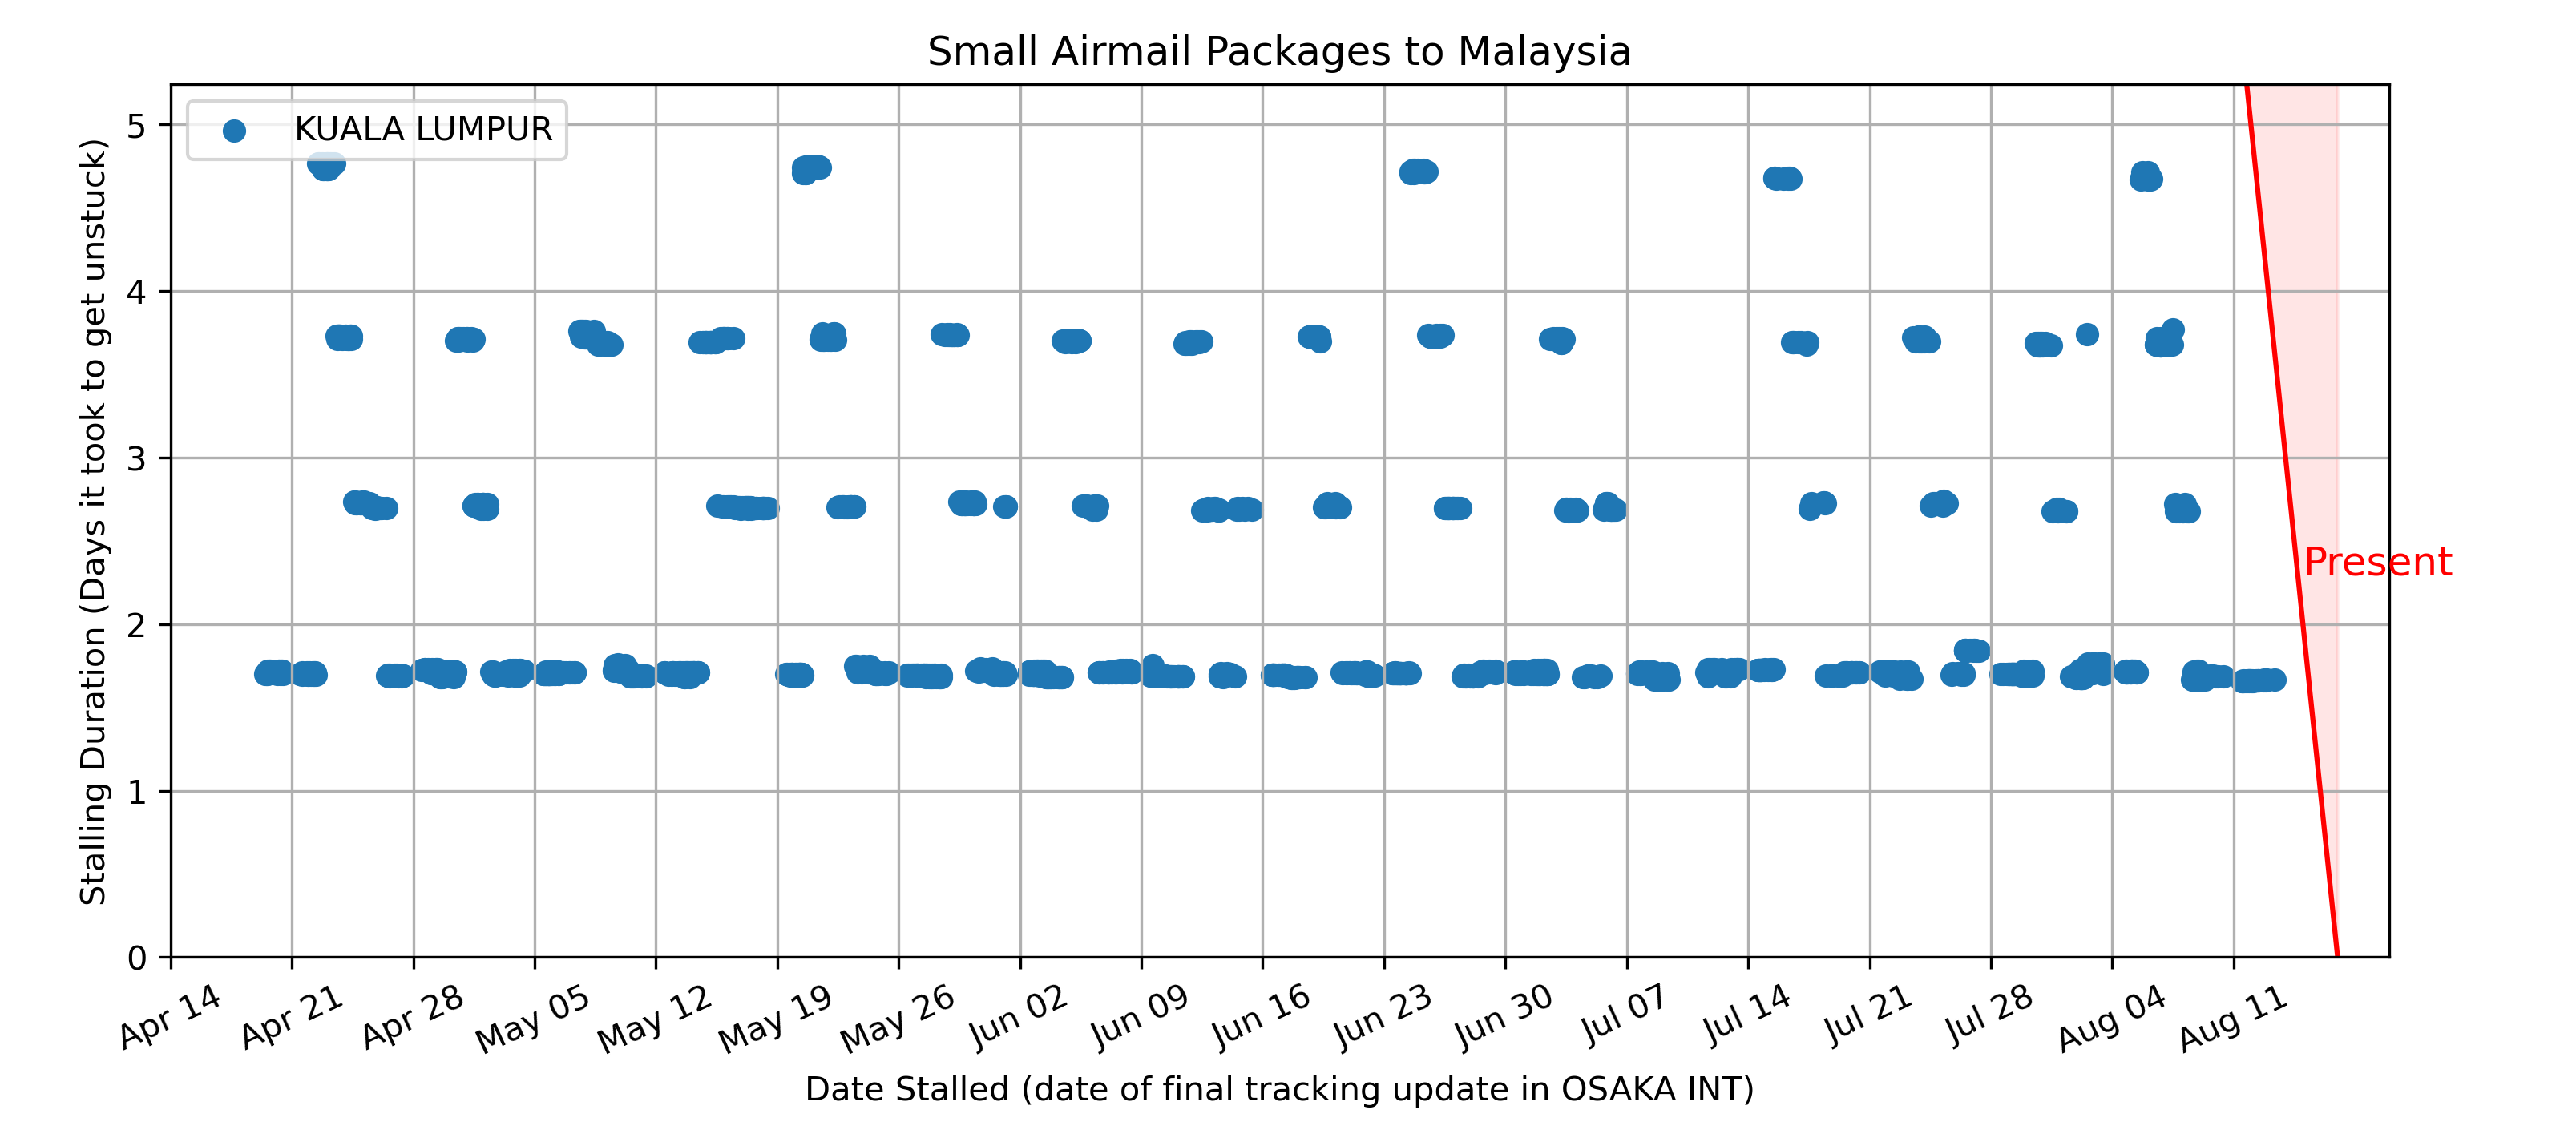 Small Airmail Packages to Malaysia
KUALA LUMPUR
Stalling Duration (Days it took to get unstuck)
5
4
3
2
1
0
Present
Apr 14
Apr 21
Apr 28
May 05
May 12
May 19
May 26
Jun 02
Jun 09
Jun 16
Jun 23
Jun 30
Jul 07
Jul 14
Jul 21
Jul 28
Aug 04
Aug 11
Date Stalled (date of final tracking update in OSAKA INT)